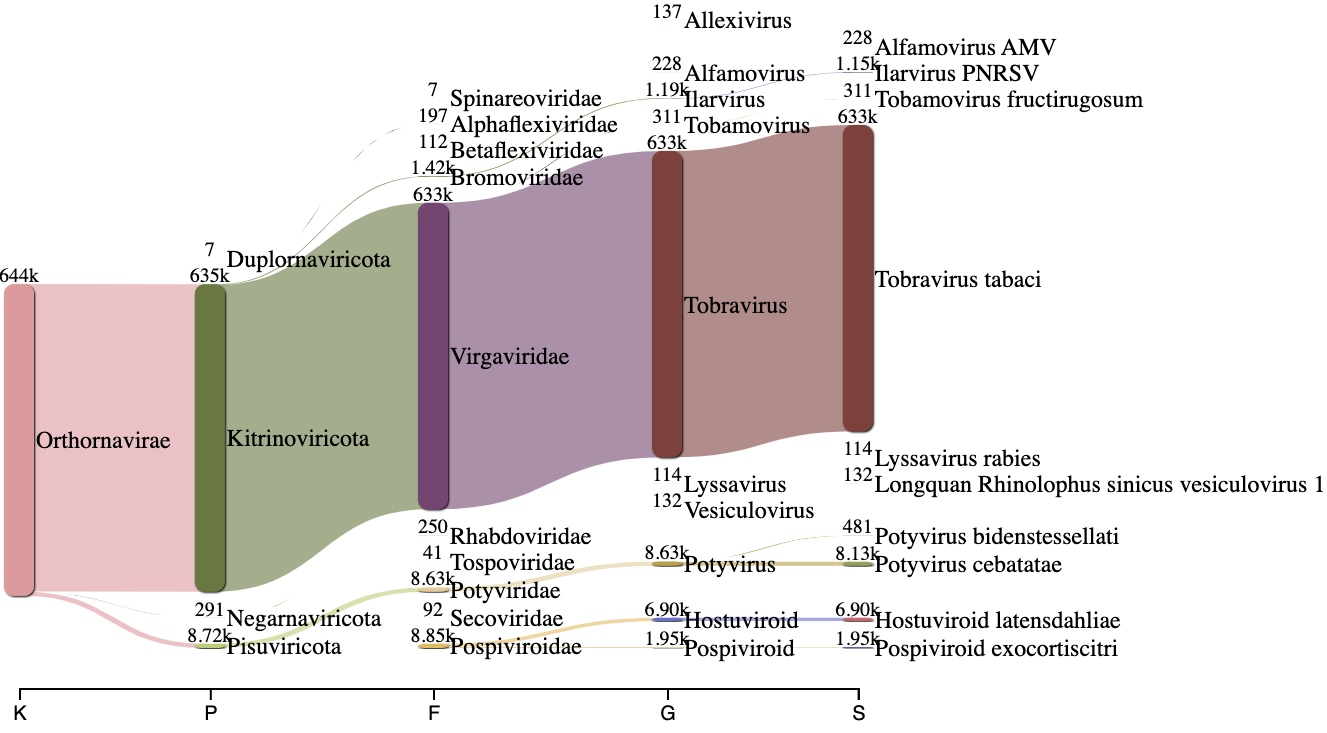 137 Allexivirus
228 Alfamovirus AMV
228 Alfamovirus
1.15k Ilarvirus PNRSV
7 Spinareoviridae
1.19k Ilarvirus
311 Tobamovirus fructirugosum
197 Alphaflexiviridae
311 Tobamovirus
633k
112 Betaflexiviridae
633k
1.42k Bromoviridae
633k
7 Duplornaviricota
644k
635k
Tobravirus tabaci
Tobravirus
Virgaviridae
Orthornavirae
Kitrinoviricota
114 Lyssavirus rabies
114 Lyssavirus
132 Longquan Rhinolophus sinicus vesiculovirus 1
132 Vesiculovirus
250 Rhabdoviridae
481 Potyvirus bidenstessellati
41 Tospoviridae
8.63k Potyvirus
8.13k Potyvirus cebatatae
8.63k Potyviridae
291 Negarnaviricota
92 Secoviridae
6.90k Hostuviroid
6.90k Hostuviroid latensdahliae
8.72k Pisuviricota
8.85k Pospiviroidae
1.95k Pospiviroid
1.95k Pospiviroid exocortiscitri
K P F G S